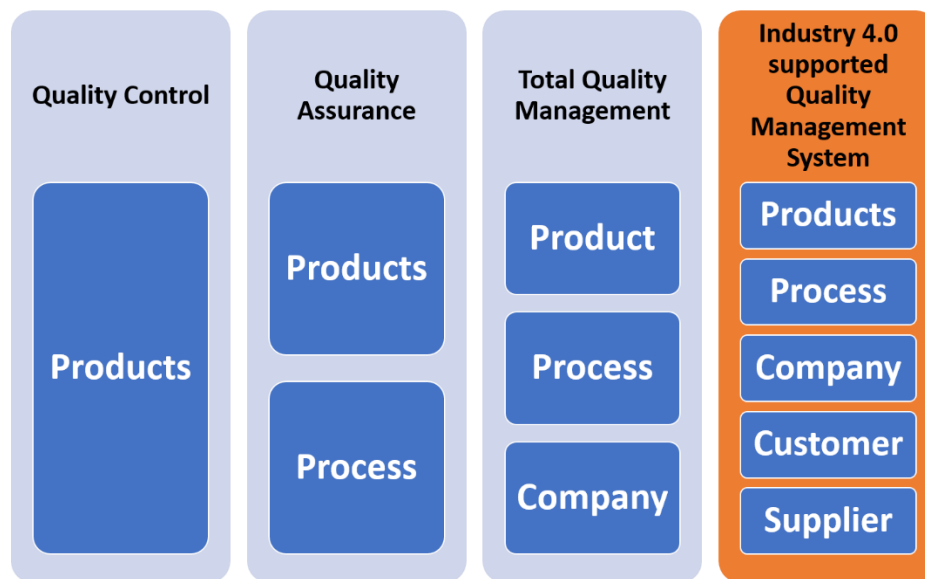 Quality Control
Products
Quality
Assurance
Products
Process
Total Quality
Management
Product
Process
Company
Industry 4.0
supported
Quality
Management
System
Products
Process
Company
Customer
Supplier